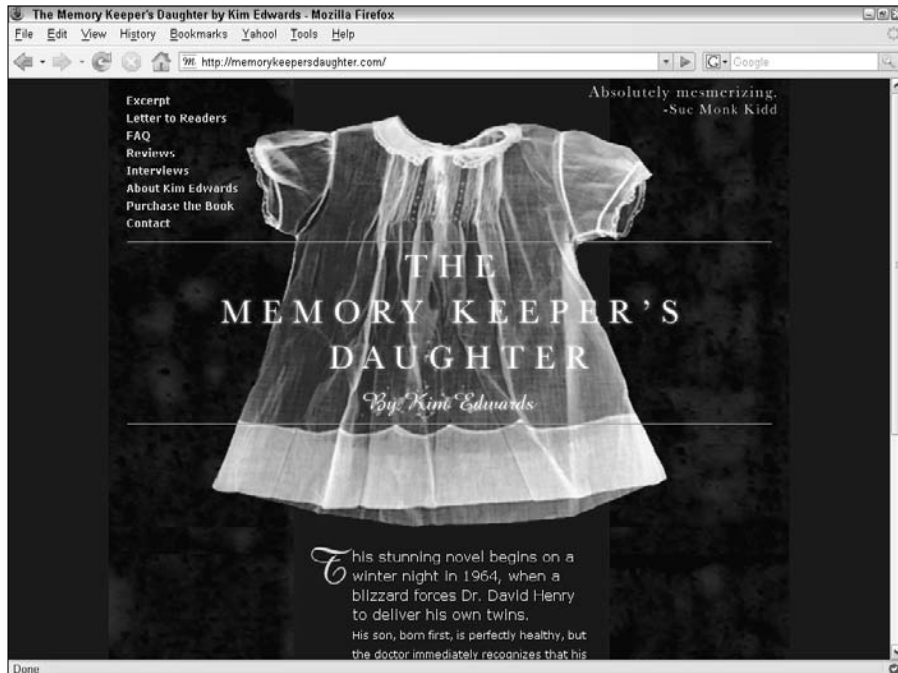 The Memory Keeper's Daughter by Kim Edwards - Mozilla Firefox
File Edit View History Bookmarks Yahoo! Tools Help
http://memorykeepersdaughter.com/
G Google
Excerpt
Letter to Readers
FAQ
Reviews
Interviews
About Kim Edwards
Purchase the Book
Contact
Absolutely mesmerizing.
-Sue Monk Kidd
THE
MEMORY KEEPER'S
DAUGHTER
By Kim Edwards
This stunning novel begins on a
winter night in 1964, when a
blizzard forces Dr. David Henry
to deliver his own twins.
His son, born first, is perfectly healthy, but
the doctor immediately recognizes that his
Done